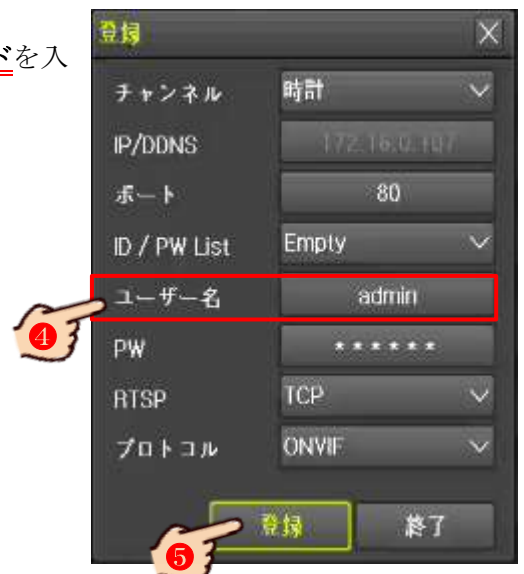 登録
ドを入
チャンネル 時計
IP/DDNS 172.16.0.107
ポート 80
ID / PW List Empty
ユーザー名 admin
4
PW ******
RTSP TCP
プロトコル ONVIF
登録 終了
5